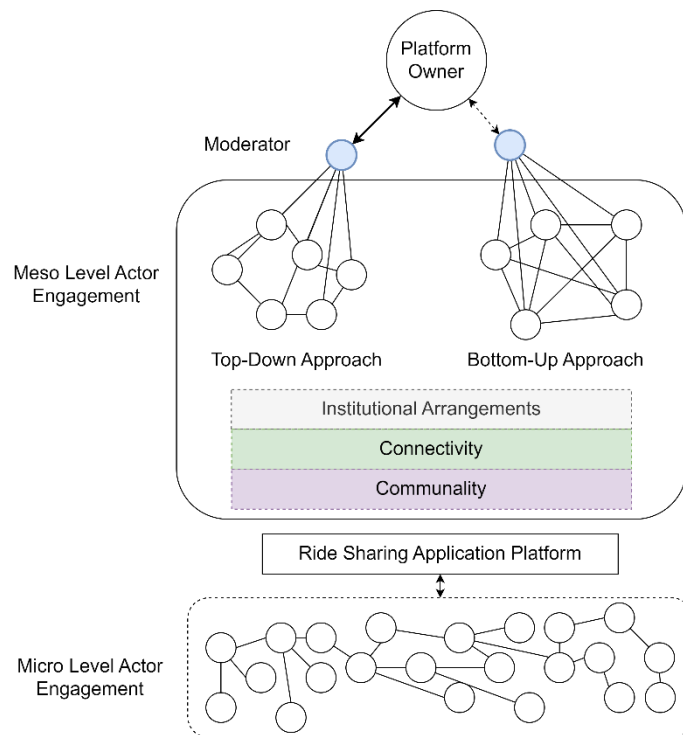 Platform
Owner
Moderator
Meso Level Actor
Engagement
Top-Down Approach
Bottom-Up Approach
Institutional Arrangements
Connectivity
Communality
Ride Sharing Application Platform
Micro Level Actor
Engagement